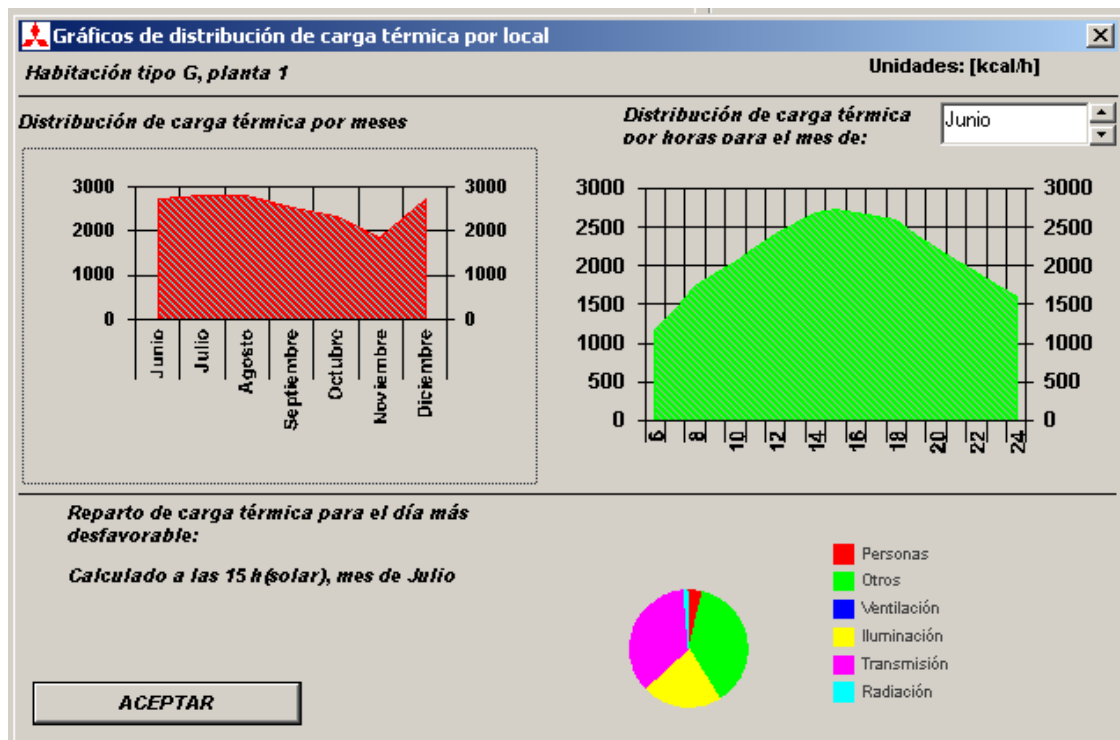 Gráficos de distribución de carga térmica por local
Habitación tipo G, planta 1
Unidades: [kcal/h]
Distribución de carga térmica por meses
Distribución de carga térmica
por horas para el mes de:
Junio
3000
2000
1000
0
3000
2000
1000
0
Junio
Julio
Agosto
Septiembre
Octubre
Noviembre
Diciembre
3000
2500
2000
1500
1000
500
0
3000
2500
2000
1500
1000
500
0
6
8
10
12
14
16
18
20
22
24
Reparto de carga térmica para el día más
desfavorable:
Calculado a las 15 h(solar), mes de Julio
Personas
Otros
Ventilación
Iluminación
Transmisión
Radiación
ACEPTAR